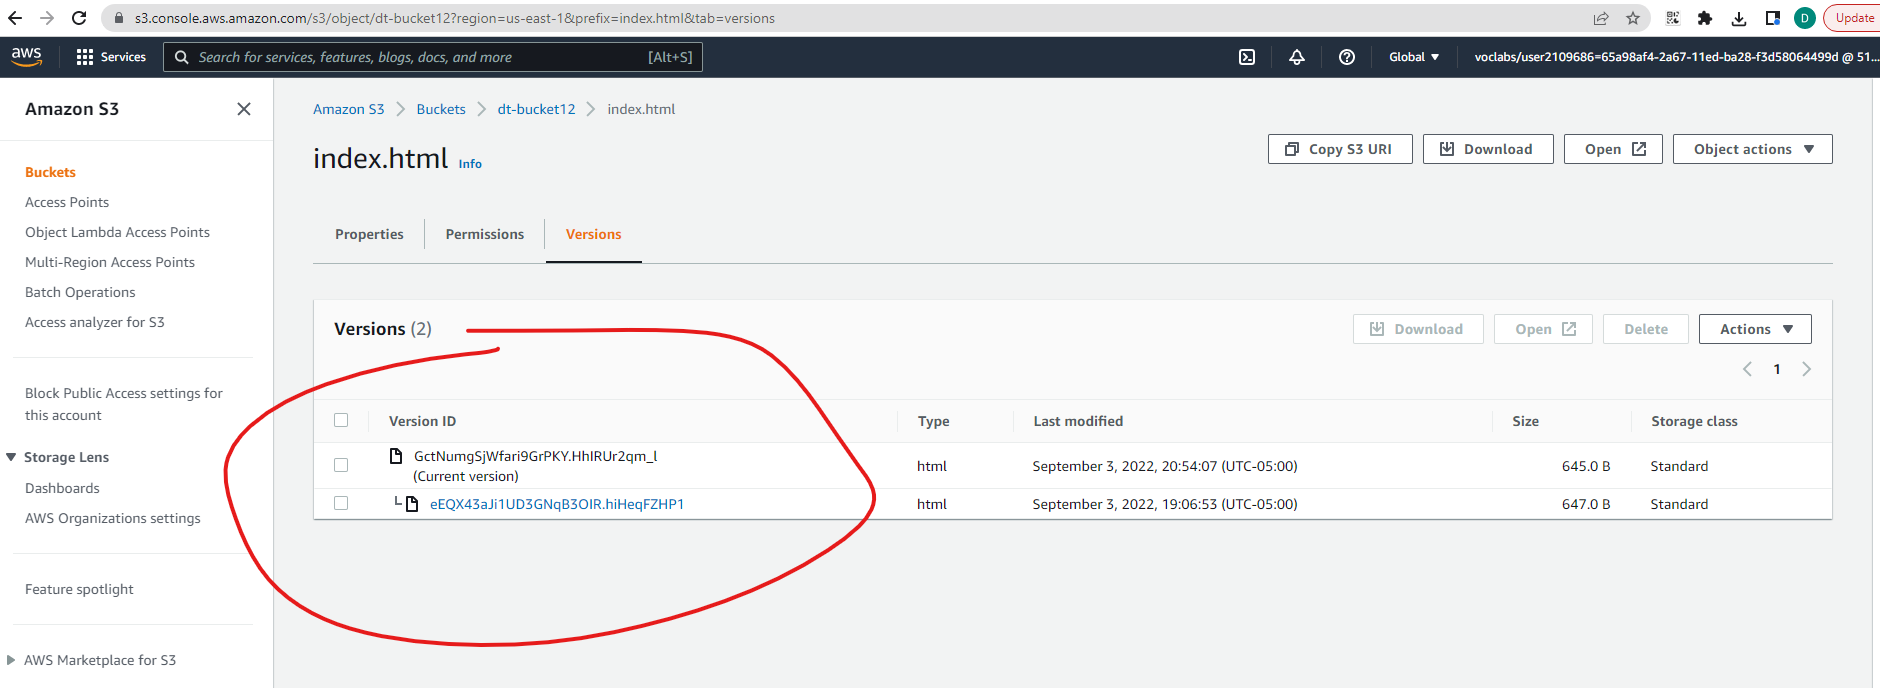 s3.console.aws.amazon.com/s3/object/dt-bucket12?region=us-east-1&prefix=index.html&tab=versions
D
Update
aws
Services
Search for services, features, blogs, docs, and more
[Alt+S]
Global
voclabs/user2109686=65a98af4-2a67-11ed-ba28-f3d58064499d @ 51...
Amazon S3
Buckets
Access Points
Object Lambda Access Points
Multi-Region Access Points
Batch Operations
Access analyzer for S3
Block Public Access settings for
this account
Storage Lens
Dashboards
AWS Organizations settings
Feature spotlight
AWS Marketplace for S3
Amazon S3 > Buckets > dt-bucket12 > index.html
index.html Info
Copy S3 URI
Download
Open
Object actions
Properties
Permissions
Versions
Versions (2)
Download
Open
Delete
Actions
1
Version ID Type Last modified Size Storage class
GctNumgSjWfari9GrPKY.HhIRUr2qm_l
(Current version)
html September 3, 2022, 20:54:07 (UTC-05:00) 645.0 B Standard
eEQX43aJi1UD3GNqB3OIR.hiHeqFZHP1 html September 3, 2022, 19:06:53 (UTC-05:00) 647.0 B Standard